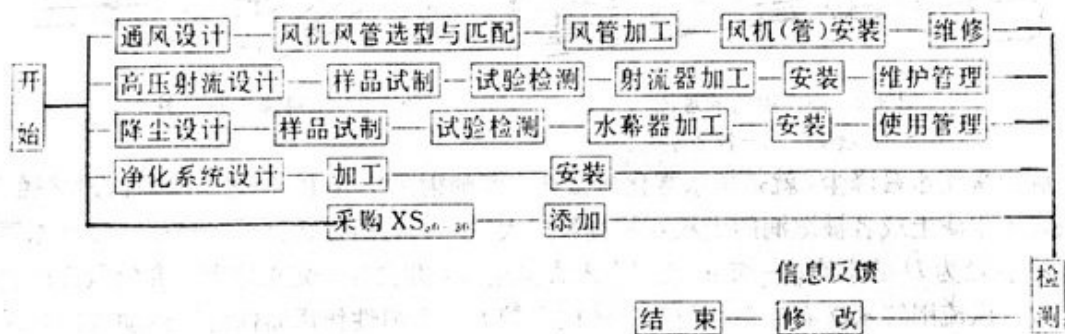 通风设计 风机风管选型与匹配 风管加工 风机(管)安装 维修
开始
高压射流设计 样品试制 试验检测 射流器加工 安装 维护管理
降尘设计 样品试制 试验检测 水幕器加工 安装 使用管理
净化系统设计 加工 安装
采购 XS 添加
信息反馈
检测
结束 修改